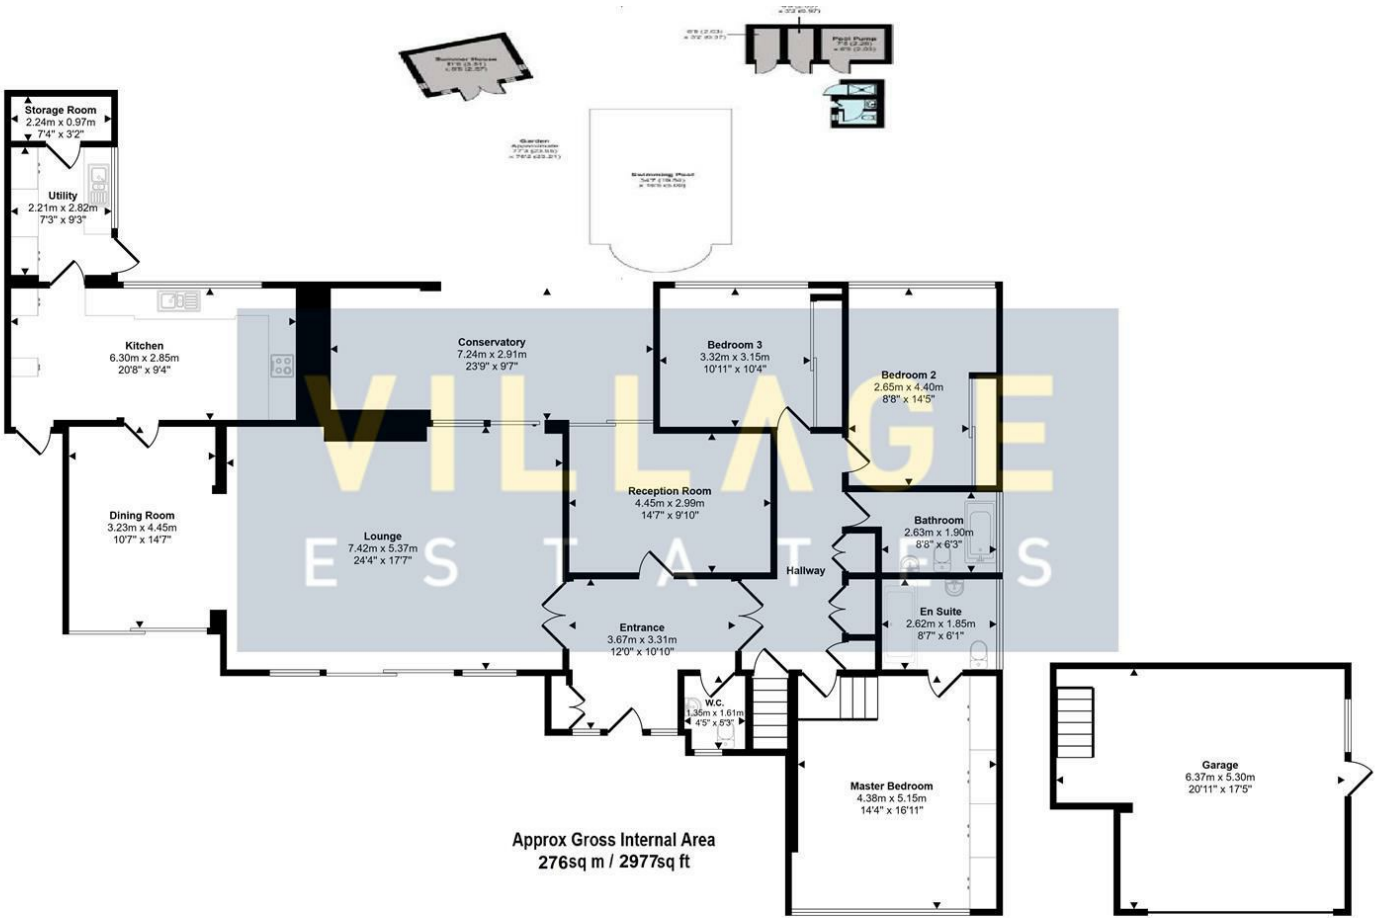 Pool Pump
Summer House
Storage Room
2.24m x 0.97m
7'4" x 3'2"
Garden
Approximate
Swimming Pool
Utility
2.21m x 2.82m
7'3" x 9'3"
Kitchen
6.30m x 2.85m
20'8" x 9'4"
Conservatory
7.24m x 2.91m
23'9" x 9'7"
Bedroom 3
3.32m x 3.15m
10'11" x 10'4"
Bedroom 2
2.65m x 4.40m
8'8" x 14'5"
VILLAGE
ESTATES
Dining Room
3.23m x 4.45m
10'7" x 14'7"
Lounge
7.42m x 5.37m
24'4" x 17'7"
Reception Room
4.45m x 2.99m
14'7" x 9'10"
Bathroom
2.63m x 1.90m
8'8" x 6'3"
Hallway
Entrance
3.67m x 3.31m
12'0" x 10'10"
En Suite
2.62m x 1.85m
8'7" x 6'1"
W.C.
1.35m x 1.61m
4'5" x 5'3"
Master Bedroom
4.38m x 5.15m
14'4" x 16'11"
Garage
6.37m x 5.30m
20'11" x 17'5"
Approx Gross Internal Area
276sq m / 2977sq ft